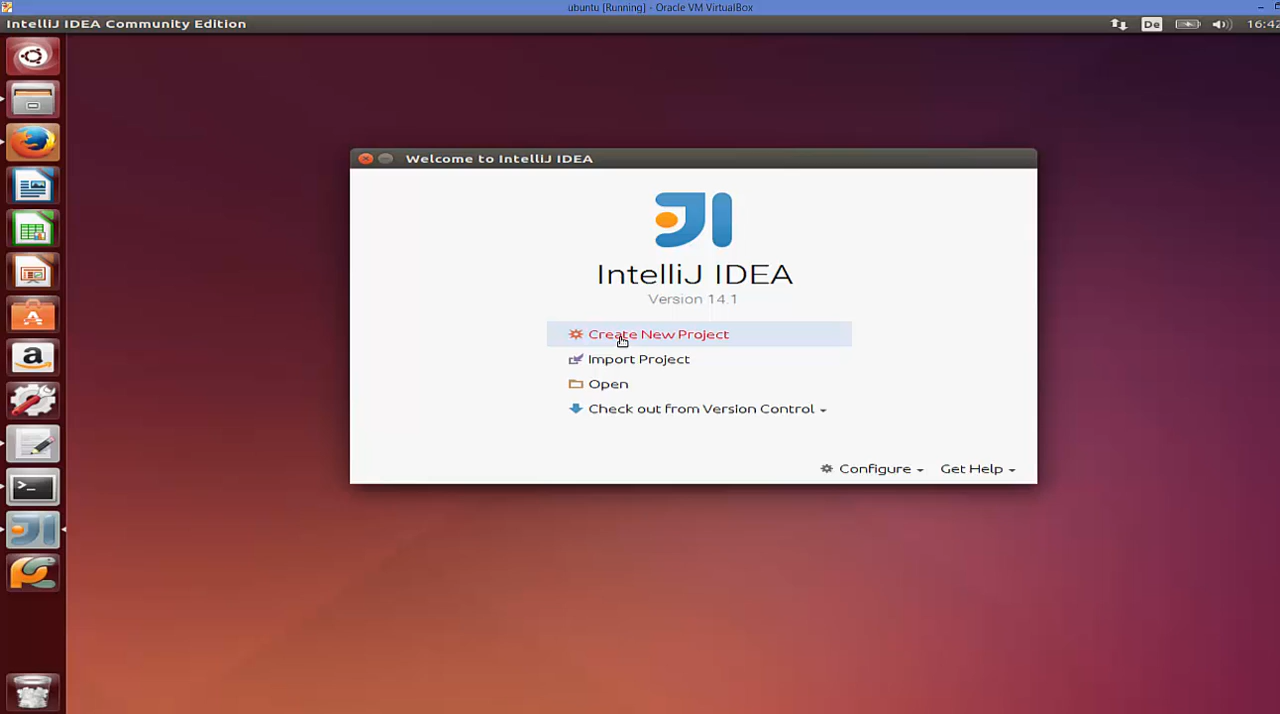 ubuntu [Running] - Oracle VM VirtualBox
IntelliJ IDEA Community Edition
De
16:42
Welcome to IntelliJ IDEA
IntelliJ IDEA
Version 14.1
Create New Project
Import Project
Open
Check out from Version Control
Configure
Get Help